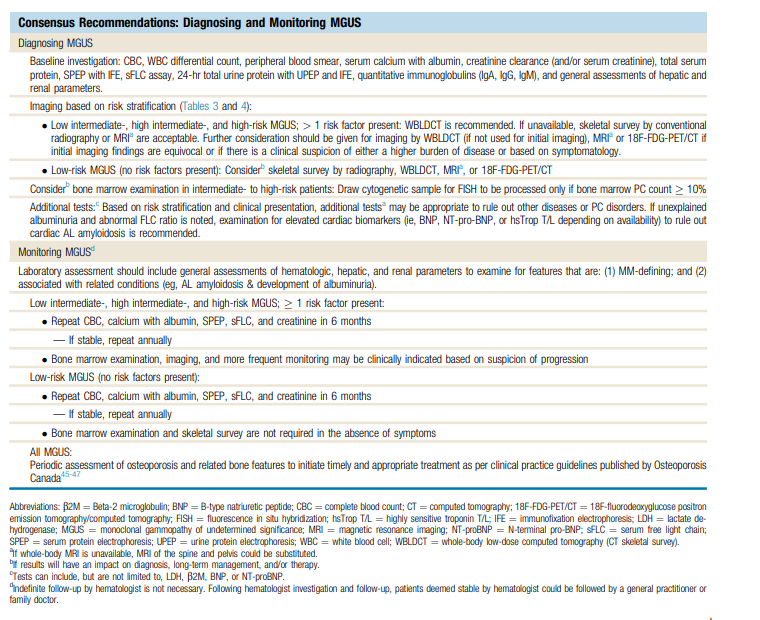 Consensus Recommendations: Diagnosing and Monitoring MGUS
Diagnosing MGUS
Baseline investigation: CBC, WBC differential count, peripheral blood smear, serum calcium with albumin, creatinine clearance (and/or serum creatinine), total serum
protein, SPEP with IFE, sFLC assay, 24-hr total urine protein with UPEP and IFE, quantitative immunoglobulins (IgA, IgG, IgM), and general assessments of hepatic and
renal parameters.
Imaging based on risk stratification (Tables 3 and 4):
● Low intermediate-, high intermediate-, and high-risk MGUS; > 1 risk factor present: WBLDCT is recommended. If unavailable, skeletal survey by conventional
radiography or MRIa are acceptable. Further consideration should be given for imaging by WBLDCT (if not used for initial imaging), MRIa or 18F-FDG-PET/CT if
initial imaging findings are equivocal or if there is a clinical suspicion of either a higher burden of disease or based on symptomatology.
● Low-risk MGUS (no risk factors present): Considerb skeletal survey by radiography, WBLDCT, MRIa, or 18F-FDG-PET/CT
Considerb bone marrow examination in intermediate- to high-risk patients: Draw cytogenetic sample for FISH to be processed only if bone marrow PC count ≥ 10%
Additional tests:c Based on risk stratification and clinical presentation, additional testsa may be appropriate to rule out other diseases or PC disorders. If unexplained
albuminuria and abnormal FLC ratio is noted, examination for elevated cardiac biomarkers (ie, BNP, NT-pro-BNP, or hsTrop T/L depending on availability) to rule out
cardiac AL amyloidosis is recommended.
Monitoring MGUSd
Laboratory assessment should include general assessments of hematologic, hepatic, and renal parameters to examine for features that are: (1) MM-defining; and (2)
associated with related conditions (eg, AL amyloidosis & development of albuminuria).
Low intermediate-, high intermediate-, and high-risk MGUS; ≥ 1 risk factor present:
● Repeat CBC, calcium with albumin, SPEP, sFLC, and creatinine in 6 months
— If stable, repeat annually
● Bone marrow examination, imaging, and more frequent monitoring may be clinically indicated based on suspicion of progression
Low-risk MGUS (no risk factors present):
● Repeat CBC, calcium with albumin, SPEP, sFLC, and creatinine in 6 months
— If stable, repeat annually
● Bone marrow examination and skeletal survey are not required in the absence of symptoms
All MGUS:
Periodic assessment of osteoporosis and related bone features to initiate timely and appropriate treatment as per clinical practice guidelines published by Osteoporosis
Canada45-47
Abbreviations: β2M = Beta-2 microglobulin; BNP = B-type natriuretic peptide; CBC = complete blood count; CT = computed tomography; 18F-FDG-PET/CT = 18F-fluorodeoxyglucose positron
emission tomography/computed tomography; FISH = fluorescence in situ hybridization; hsTrop T/L = highly sensitive troponin T/L; IFE = immunofixation electrophoresis; LDH = lactate de-
hydrogenase; MGUS = monoclonal gammopathy of undetermined significance; MRI = magnetic resonance imaging; NT-proBNP = N-terminal pro-BNP; sFLC = serum free light chain;
SPEP = serum protein electrophoresis; UPEP = urine protein electrophoresis; WBC = white blood cell; WBLDCT = whole-body low-dose computed tomography (CT skeletal survey).
aIf whole-body MRI is unavailable, MRI of the spine and pelvis could be substituted.
bIf results will have an impact on diagnosis, long-term management, and/or therapy.
cTests can include, but are not limited to, LDH, β2M, BNP, or NT-proBNP.
dIndefinite follow-up by hematologist is not necessary. Following hematologist investigation and follow-up, patients deemed stable by hematologist could be followed by a general practitioner or
family doctor.